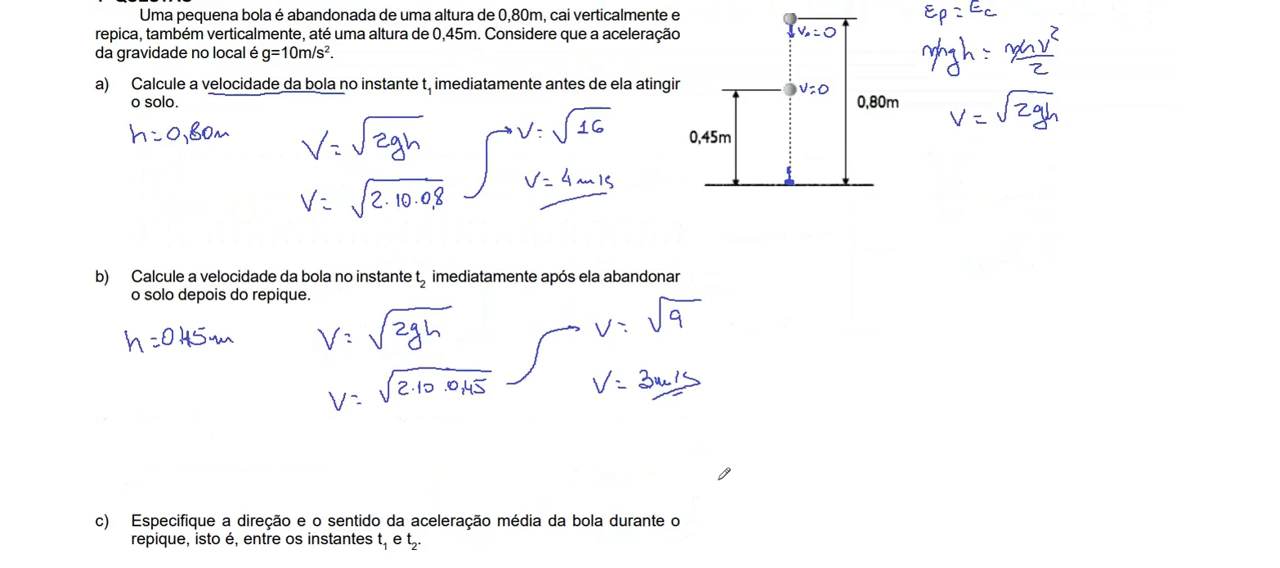 Uma pequena bola é abandonada de uma altura de 0,80m, cai verticalmente e
repica, também verticalmente, até uma altura de 0,45m. Considere que a aceleração
da gravidade no local é g=10m/s².
a) Calcule a velocidade da bola no instante t₁ imediatamente antes de ela atingir
o solo.
h=0,80m
V=√2gh
V=√2.10.0,8
V=√16
V=4m/s
V₀=0
V=0
0,80m
0,45m
Ep=Ec
mgh=mv²/2
V=√2gh
b) Calcule a velocidade da bola no instante t₂ imediatamente após ela abandonar
o solo depois do repique.
h=0,45m
V=√2gh
V=√2.10.0,45
V=√9
V=3m/s
c) Especifique a direção e o sentido da aceleração média da bola durante o
repique, isto é, entre os instantes t₁ e t₂.